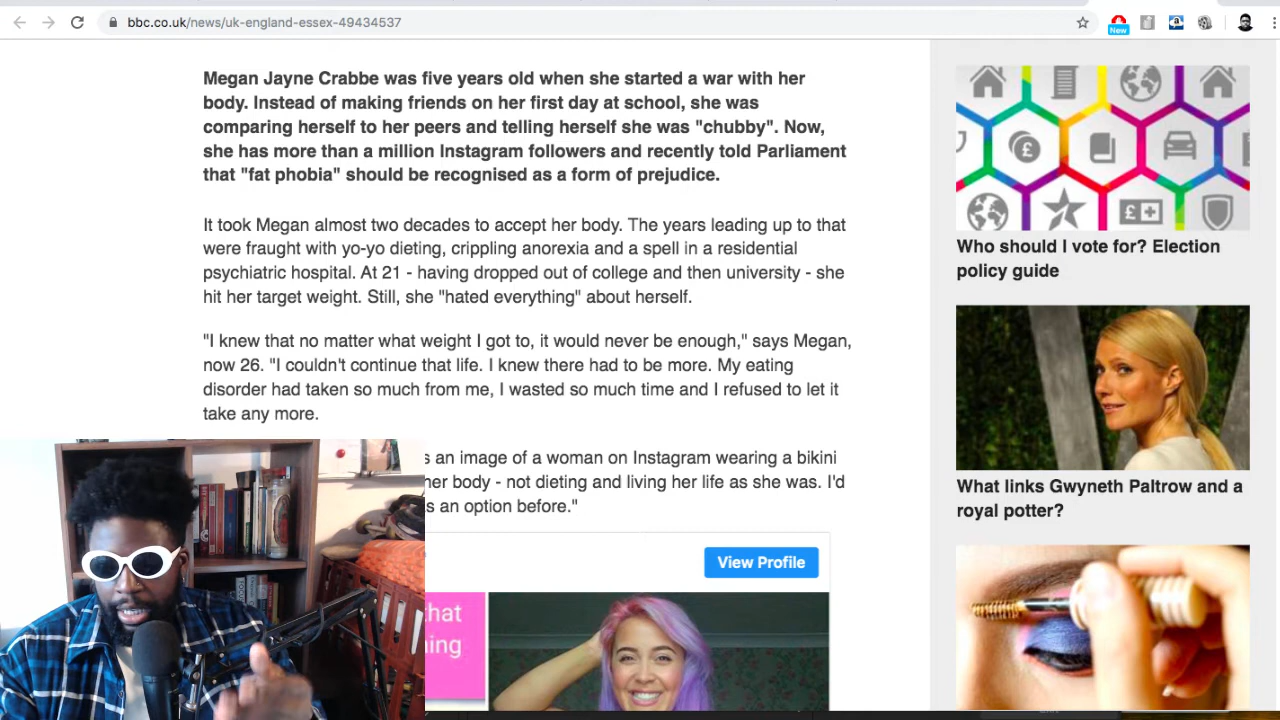 bbc.co.uk/news/uk-england-essex-49434537
New
Megan Jayne Crabbe was five years old when she started a war with her
body. Instead of making friends on her first day at school, she was
comparing herself to her peers and telling herself she was "chubby". Now,
she has more than a million Instagram followers and recently told Parliament
that "fat phobia" should be recognised as a form of prejudice.
It took Megan almost two decades to accept her body. The years leading up to that
were fraught with yo-yo dieting, crippling anorexia and a spell in a residential
psychiatric hospital. At 21 - having dropped out of college and then university - she
hit her target weight. Still, she "hated everything" about herself.
"I knew that no matter what weight I got to, it would never be enough," says Megan,
now 26. "I couldn't continue that life. I knew there had to be more. My eating
disorder had taken so much from me, I wasted so much time and I refused to let it
take any more.
s an image of a woman on Instagram wearing a bikini
her body - not dieting and living her life as she was. I'd
s an option before."
View Profile
that
ing
Who should I vote for? Election
policy guide
What links Gwyneth Paltrow and a
royal potter?